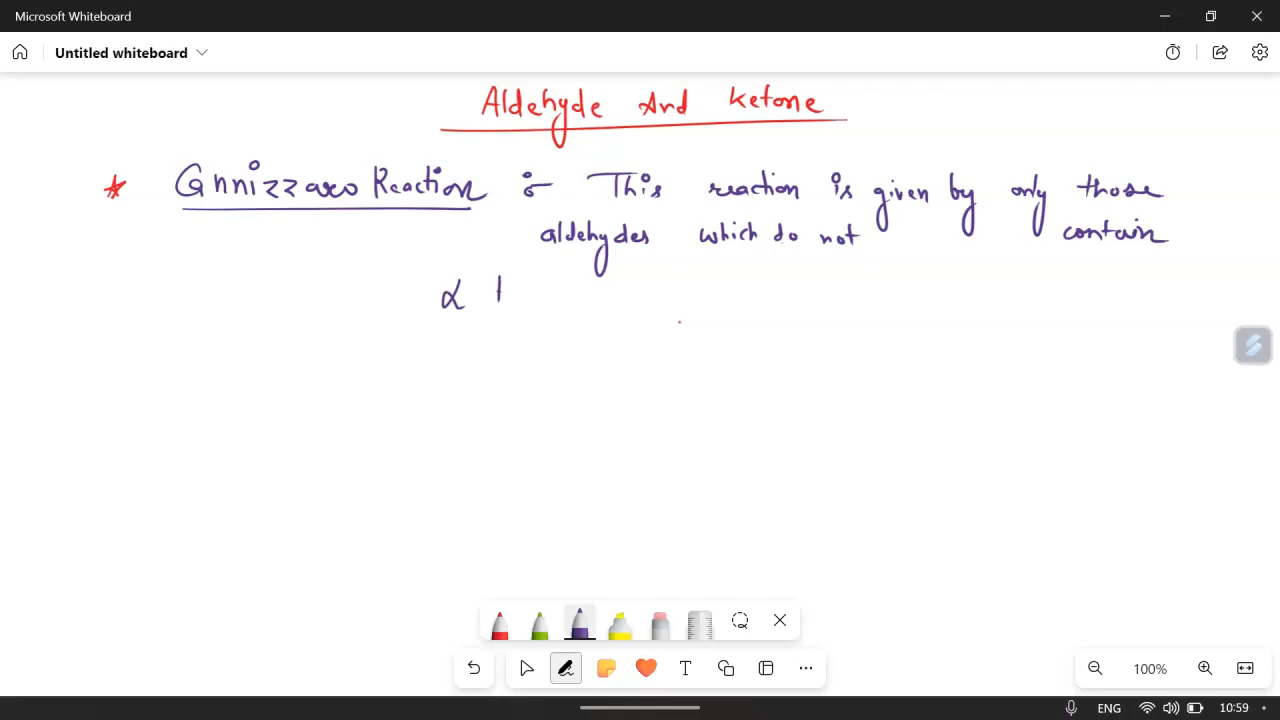 Microsoft Whiteboard
Untitled whiteboard
Aldehyde And Ketone
Cannizzaro Reaction :- This reaction is given by only those
aldehydes which do not contain
α
100%
ENG 10:59